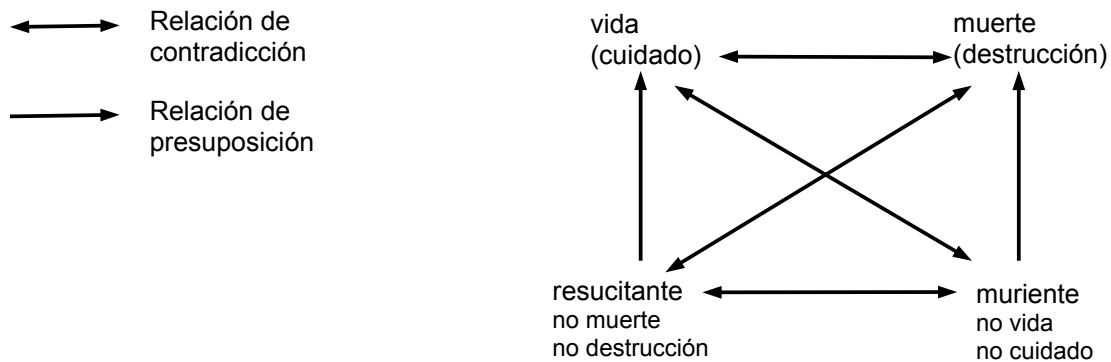 Relación de
contradicción
Relación de
presuposición
vida
(cuidado)
muerte
(destrucción)
resucitante
no muerte
no destrucción
muriente
no vida
no cuidado